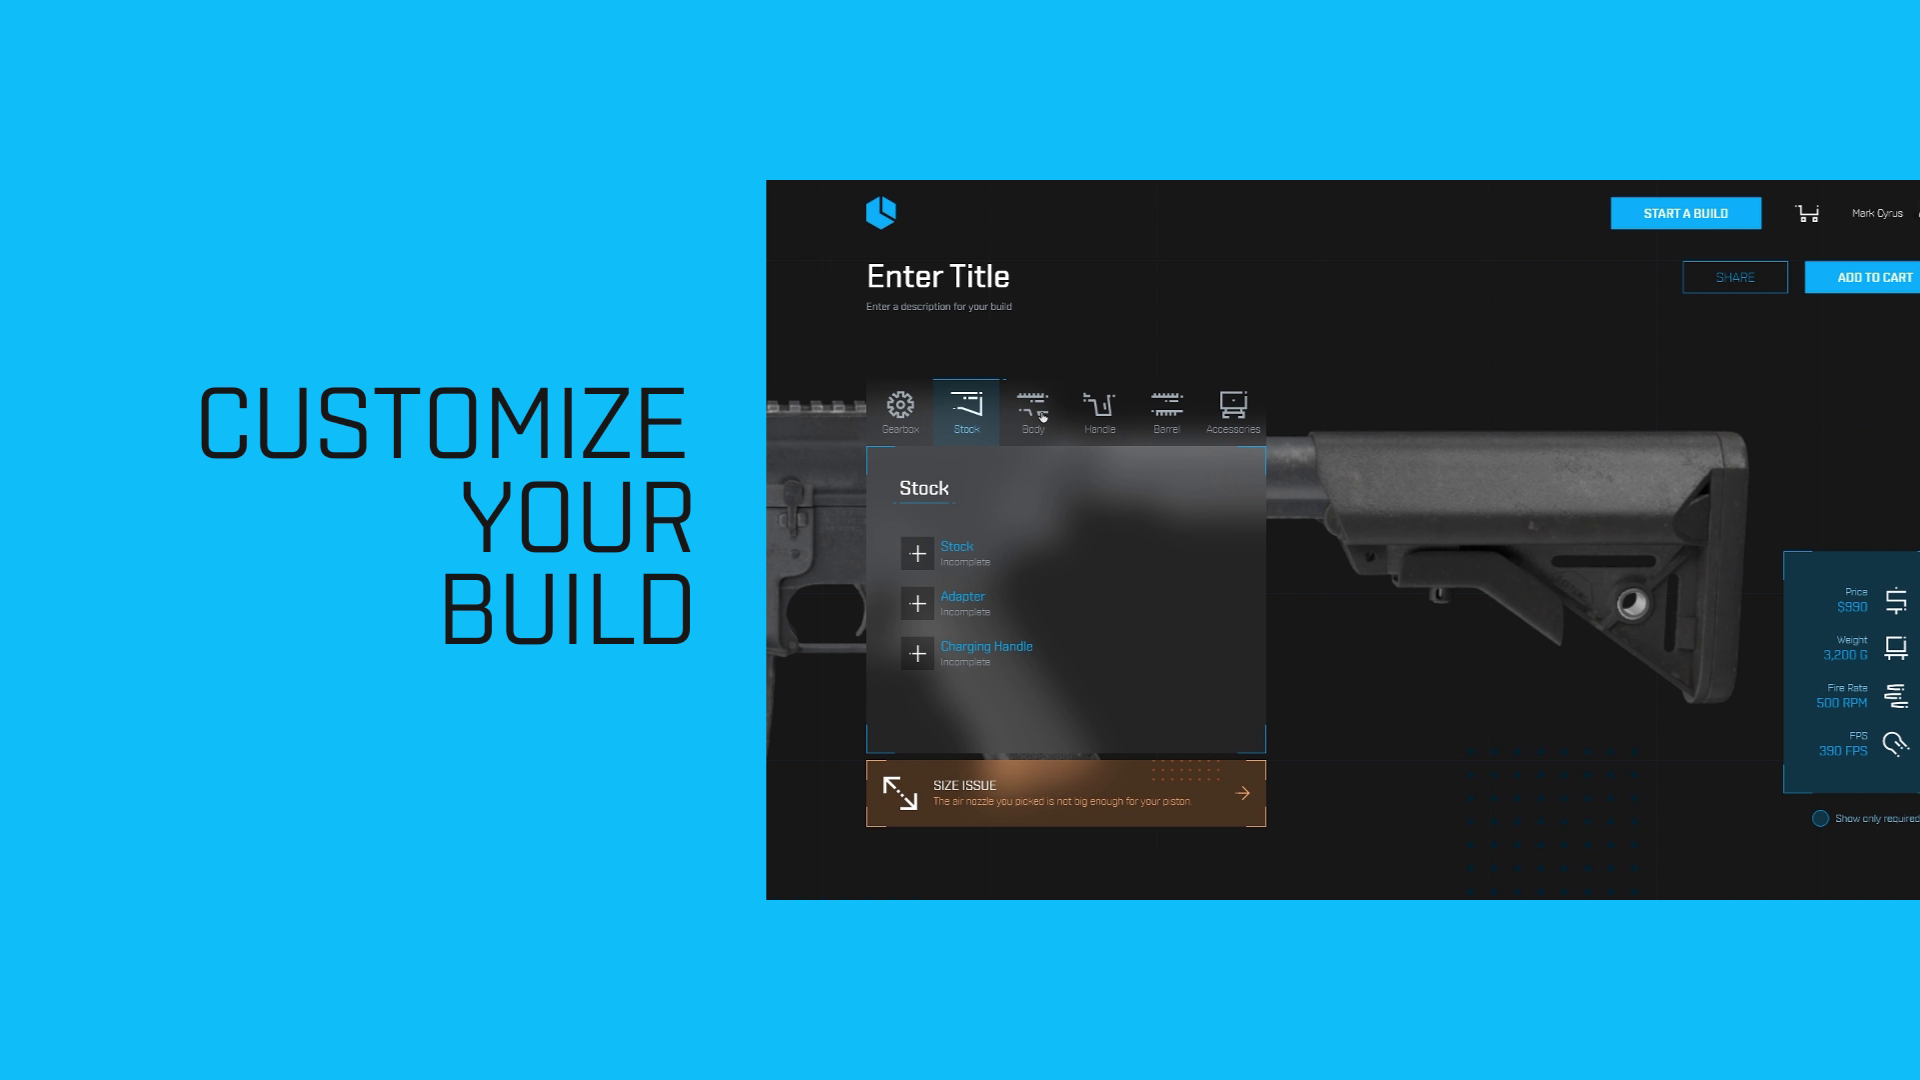 CUSTOMIZE
YOUR
BUILD
START A BUILD
Mark Cyrus
Enter Title
Enter a description for your build
SHARE
ADD TO CART
Gearbox
Stock
Body
Handle
Barrel
Accessories
Stock
Stock
Incomplete
Adapter
Incomplete
Charging Handle
Incomplete
SIZE ISSUE
The air nozzle you picked is not big enough for your piston.
Price
$990
Weight
3,200 G
Fire Rate
500 RPM
FPS
390 FPS
Show only required